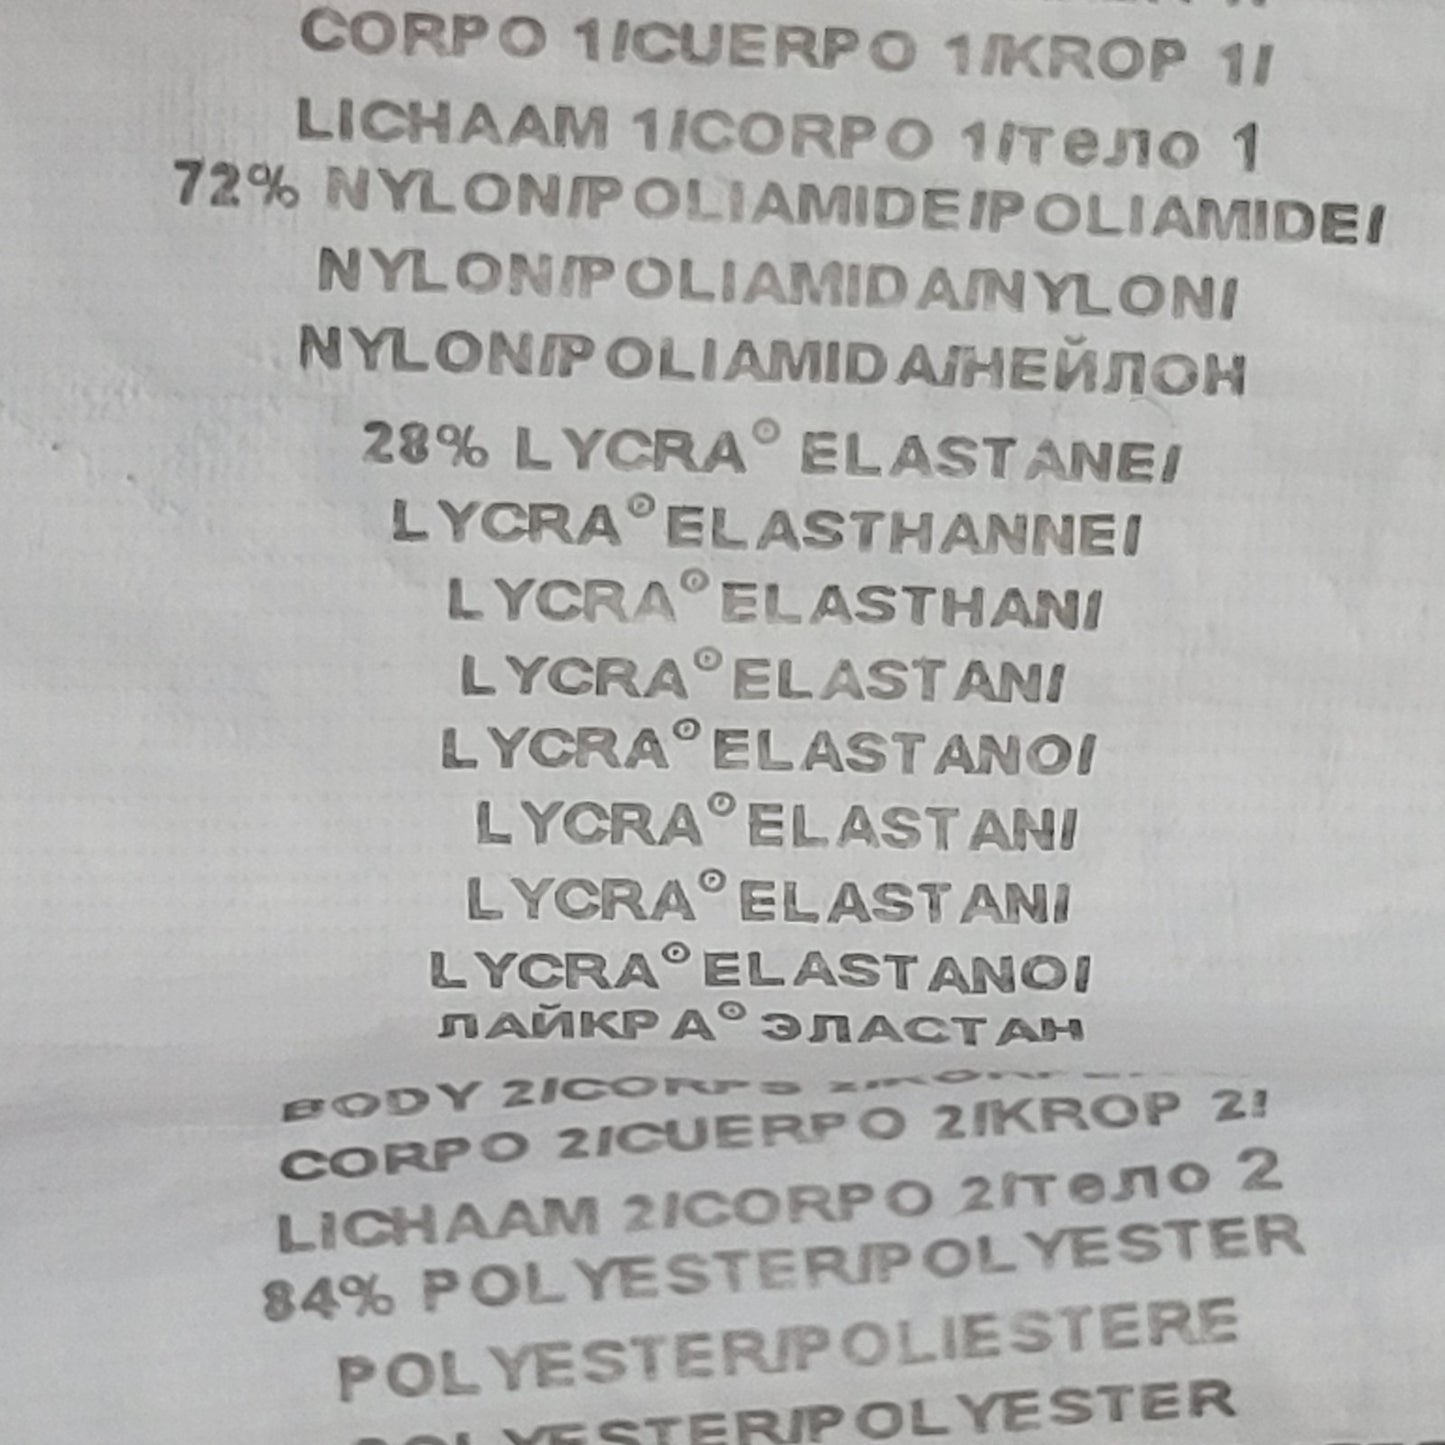 CORPO 1/CUERPO 1/KROP 1/
LICHAAM 1/CORPO 1/тело 1
72% NYLON/POLIAMIDE/POLIAMIDE/
NYLON/POLIAMIDA/NYLON/
NYLON/POLIAMIDA/НЕЙЛОН
28% LYCRA® ELASTANE/
LYCRA® ELASTHANNE/
LYCRA® ELASTHAN/
LYCRA® ELASTAN/
LYCRA® ELASTANO/
LYCRA® ELASTAN/
LYCRA® ELASTAN/
LYCRA® ELASTANO/
ЛАЙКРА® ЭЛАСТАН
BODY 2/CORPS
CORPO 2/CUERPO 2/KROP 2/
LICHAAM 2/CORPO 2/тело 2
84% POLYESTER/POLYESTER
POLYESTER/POLIESTERE
POLYESTER/POLYESTER